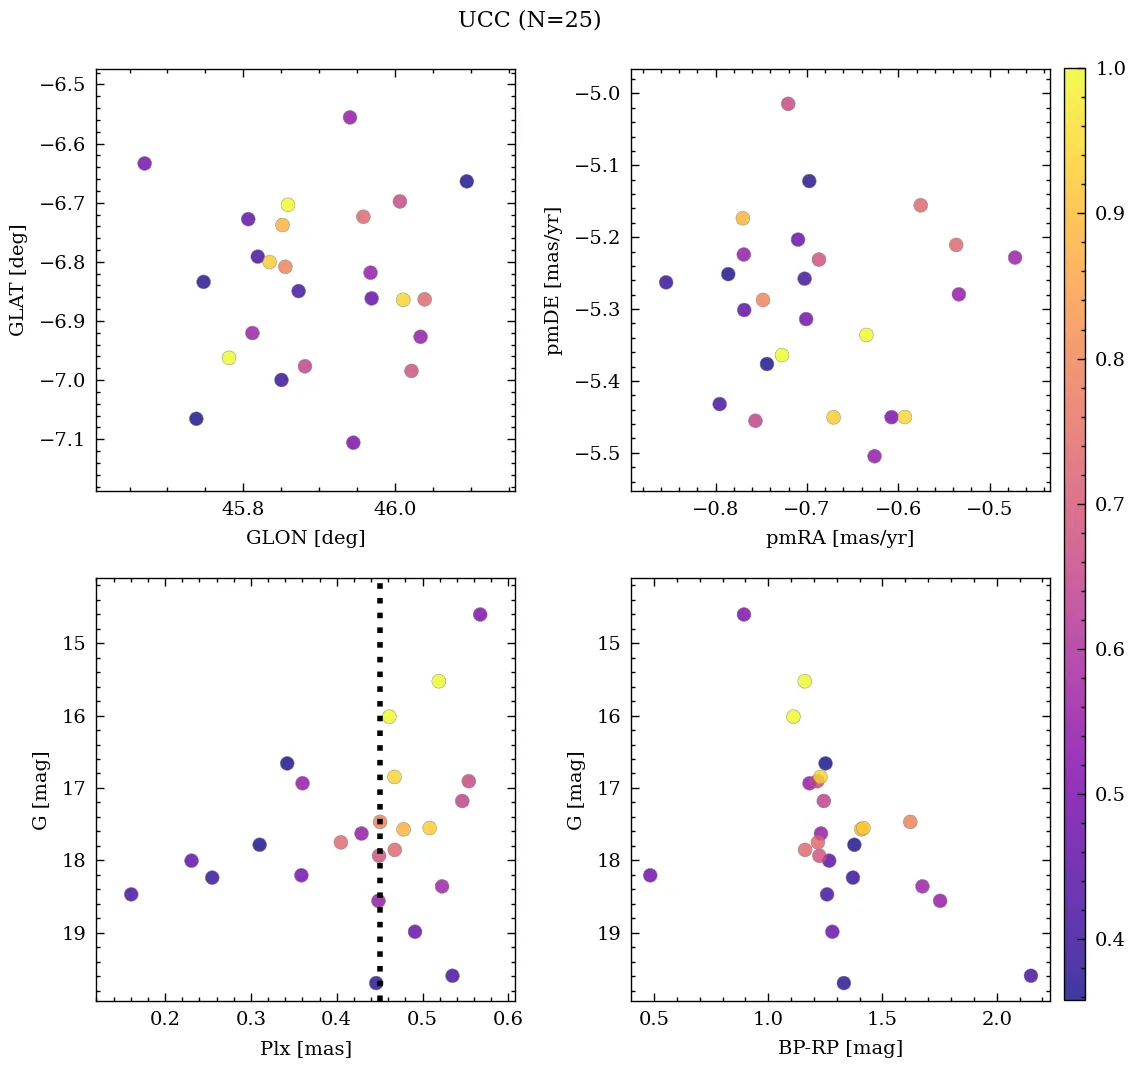 UCC (N=25)
−6.5
−6.6
−6.7
−6.8
−6.9
−7.0
−7.1
GLAT [deg]
45.8 46.0
GLON [deg]
−5.0
−5.1
−5.2
−5.3
−5.4
−5.5
pmDE [mas/yr]
−0.8 −0.7 −0.6 −0.5
pmRA [mas/yr]
15
16
17
18
19
G [mag]
0.2 0.3 0.4 0.5 0.6
Plx [mas]
15
16
17
18
19
G [mag]
0.5 1.0 1.5 2.0
BP-RP [mag]
1.0
0.9
0.8
0.7
0.6
0.5
0.4